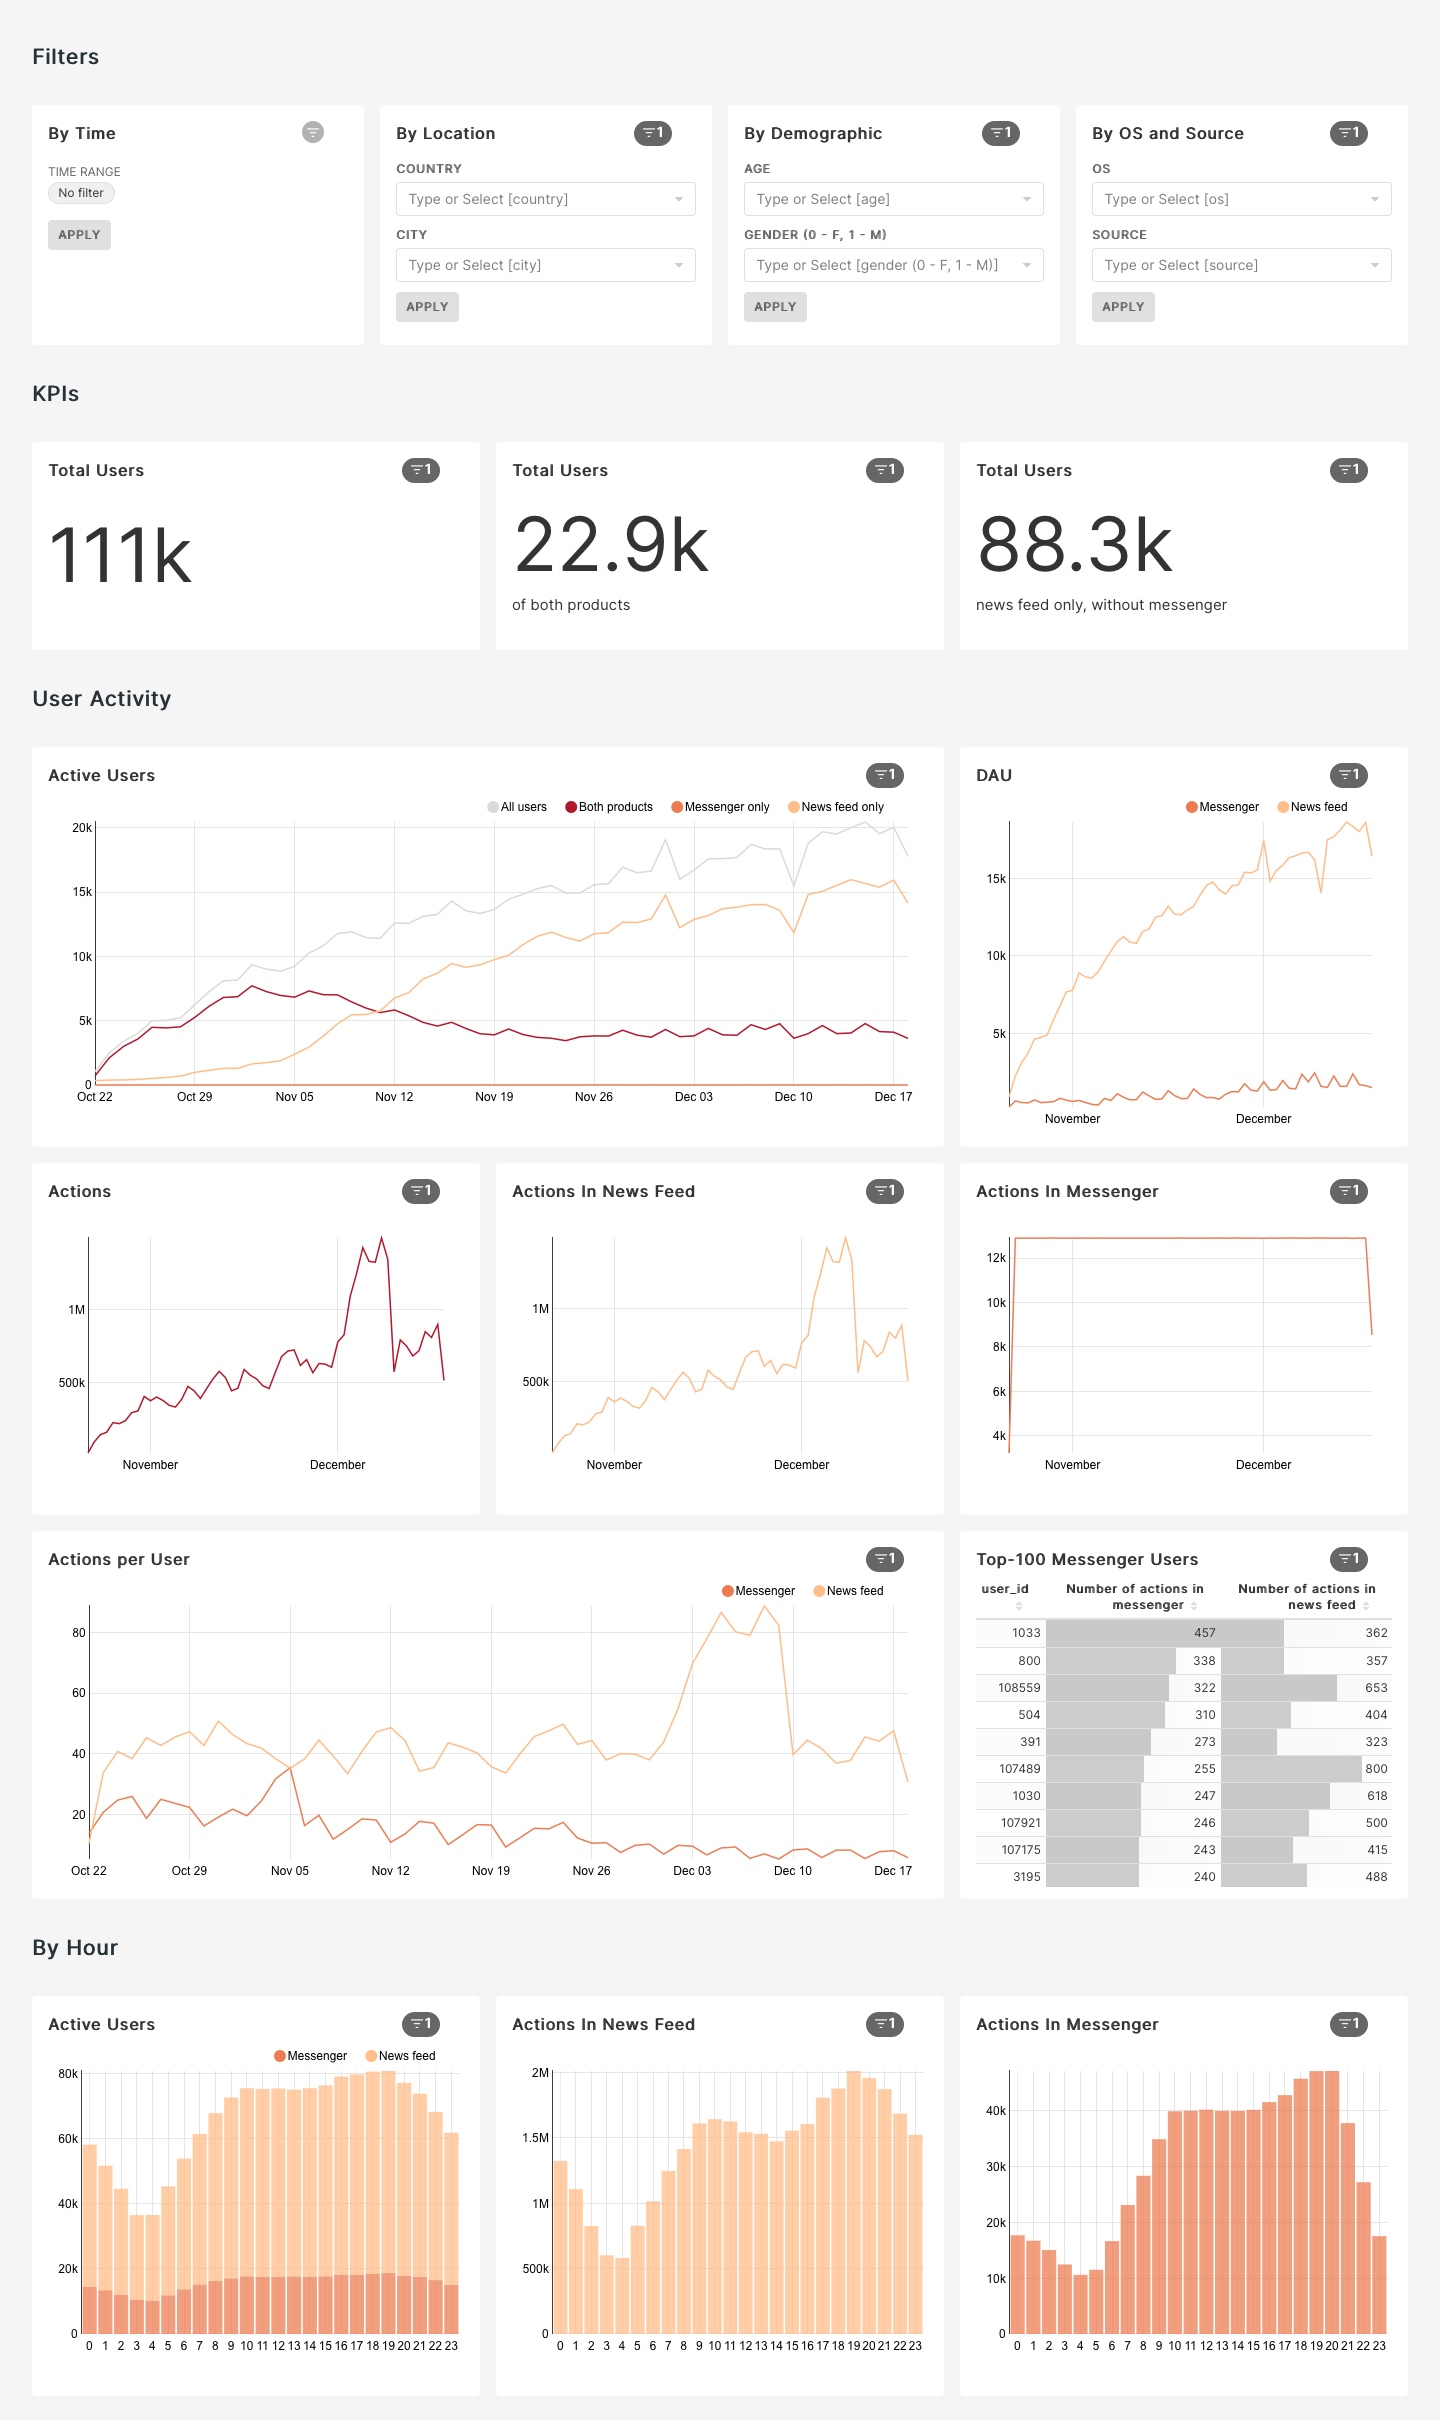 Filters
By Time
TIME RANGE
No filter
APPLY
By Location
1
COUNTRY
Type or Select [country]
CITY
Type or Select [city]
APPLY
By Demographic
1
AGE
Type or Select [age]
GENDER (0 - F, 1 - M)
Type or Select [gender (0 - F, 1 - M)]
APPLY
By OS and Source
1
OS
Type or Select [os]
SOURCE
Type or Select [source]
APPLY
KPIs
Total Users
1
111k
Total Users
1
22.9k
of both products
Total Users
1
88.3k
news feed only, without messenger
User Activity
Active Users
1
All users Both products Messenger only News feed only
20k
15k
10k
5k
0
Oct 22 Oct 29 Nov 05 Nov 12 Nov 19 Nov 26 Dec 03 Dec 10 Dec 17
DAU
1
Messenger News feed
15k
10k
5k
November December
Actions
1
1M
500k
November December
Actions In News Feed
1
1M
500k
November December
Actions In Messenger
1
12k
10k
8k
6k
4k
November December
Actions per User
1
Messenger News feed
80
60
40
20
Oct 22 Oct 29 Nov 05 Nov 12 Nov 19 Nov 26 Dec 03 Dec 10 Dec 17
Top-100 Messenger Users
1
user_id Number of actions in messenger Number of actions in news feed
1033 457 362
800 338 357
108559 322 653
504 310 404
391 273 323
107489 255 800
1030 247 618
107921 246 500
107175 243 415
3195 240 488
By Hour
Active Users
1
Messenger News feed
80k
60k
40k
20k
0
0 1 2 3 4 5 6 7 8 9 10 11 12 13 14 15 16 17 18 19 20 21 22 23
Actions In News Feed
1
2M
1.5M
1M
500k
0
0 1 2 3 4 5 6 7 8 9 10 11 12 13 14 15 16 17 18 19 20 21 22 23
Actions In Messenger
1
40k
30k
20k
10k
0
0 1 2 3 4 5 6 7 8 9 10 11 12 13 14 15 16 17 18 19 20 21 22 23